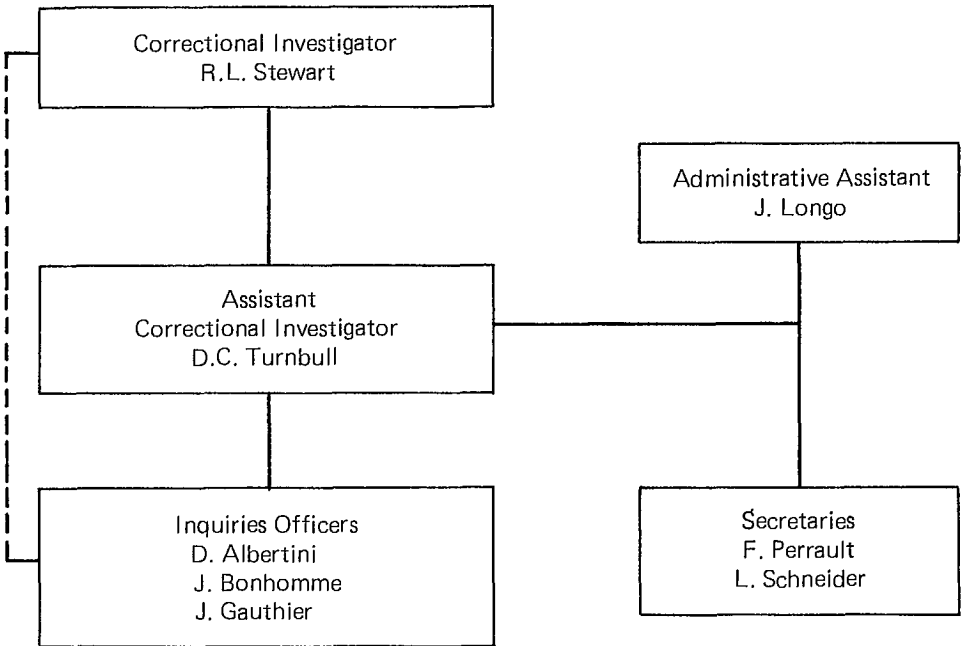 Correctional Investigator
R.L. Stewart
Administrative Assistant
J. Longo
Assistant
Correctional Investigator
D.C. Turnbull
Inquiries Officers
D. Albertini
J. Bonhomme
J. Gauthier
Secretaries
F. Perrault
L. Schneider